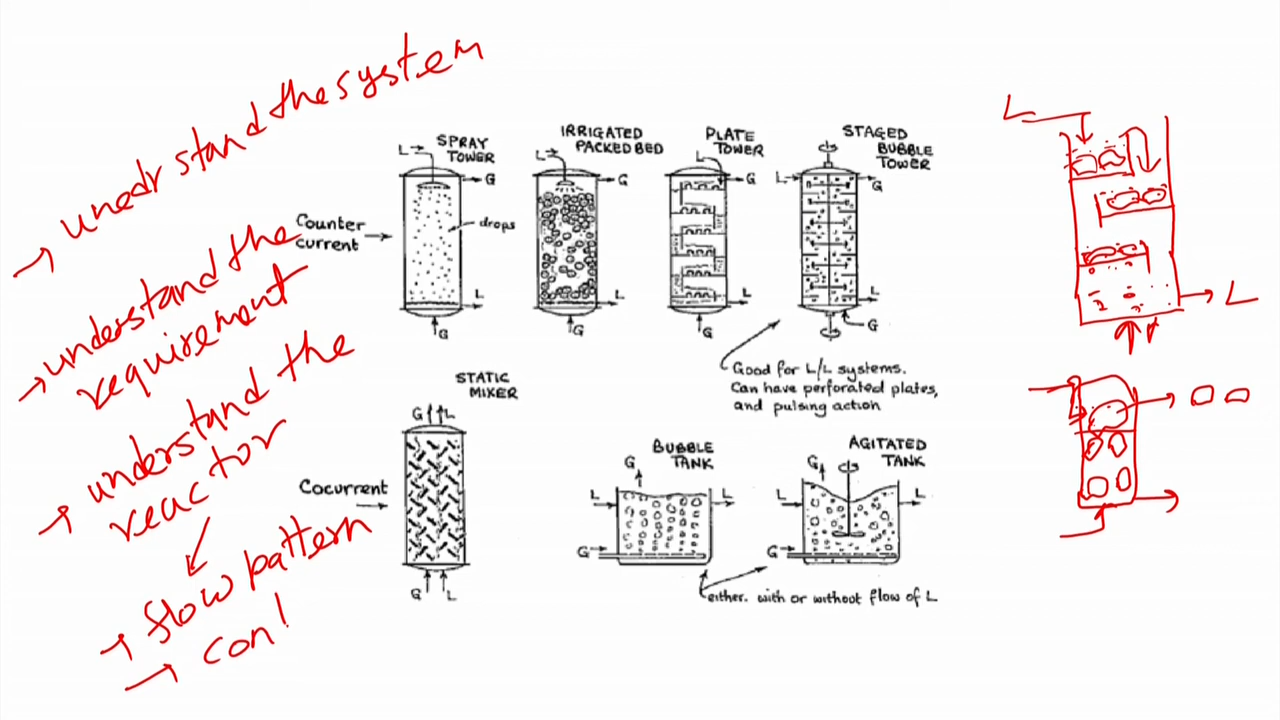 → unedrstand the system
→ understand the
requirement
→ understand the
reactor
→ flow pattern
→ con
SPRAY
TOWER
L→
→G
drops
→L
G
IRRIGATED
PACKED BED
L→
→G
→L
G
PLATE
TOWER
L
→G
→L
G
STAGED
BUBBLE
TOWER
L→
G
L
G
Counter
current →
Good for L/L systems.
Can have perforated plates,
and pulsing action
STATIC
MIXER
G↑↑L
Cocurrent →
G L
BUBBLE
TANK
G
L
L
G
AGITATED
TANK
G
L
L
G
either. with or without flow of L
L
→ L